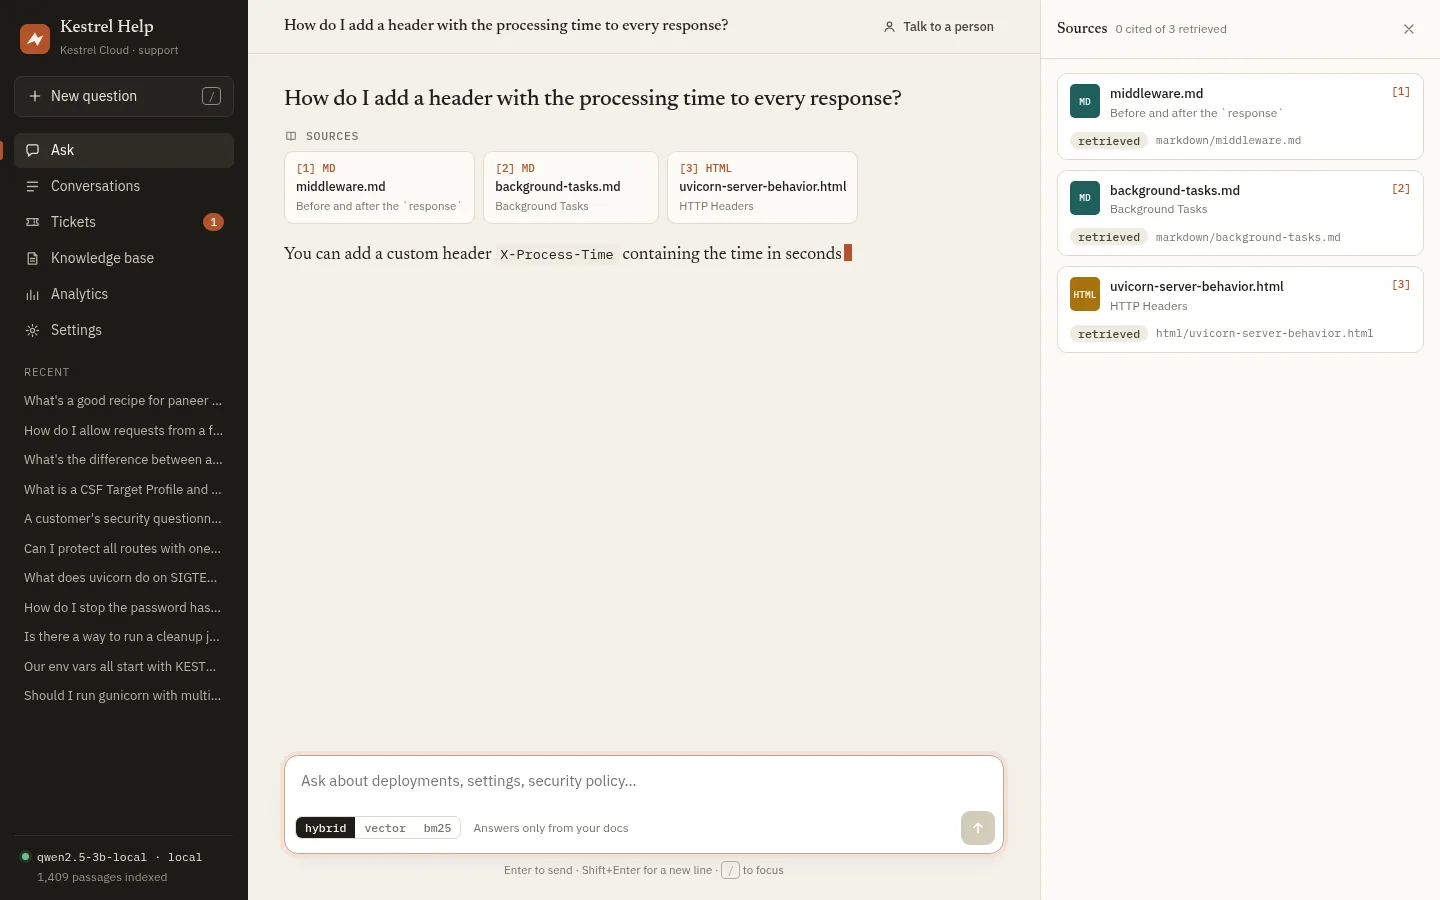 Kestrel Help
Kestrel Cloud · support
New question /
Ask
Conversations
Tickets 1
Knowledge base
Analytics
Settings
RECENT
What's a good recipe for paneer ...
How do I allow requests from a f...
What's the difference between a...
What is a CSF Target Profile and ...
A customer's security questionn...
Can I protect all routes with one...
What does uvicorn do on SIGTE...
How do I stop the password has...
Is there a way to run a cleanup j...
Our env vars all start with KEST...
Should I run gunicorn with multi...
qwen2.5-3b-local · local
1,409 passages indexed
How do I add a header with the processing time to every response?
Talk to a person
How do I add a header with the processing time to every response?
SOURCES
[1] MD
middleware.md
Before and after the `response`
[2] MD
background-tasks.md
Background Tasks
[3] HTML
uvicorn-server-behavior.html
HTTP Headers
You can add a custom header X-Process-Time containing the time in seconds
Ask about deployments, settings, security policy...
hybrid vector bm25 Answers only from your docs
Enter to send · Shift+Enter for a new line · / to focus
Sources 0 cited of 3 retrieved
MD
middleware.md [1]
Before and after the `response`
retrieved markdown/middleware.md
MD
background-tasks.md [2]
Background Tasks
retrieved markdown/background-tasks.md
HTML
uvicorn-server-behavior.html [3]
HTTP Headers
retrieved html/uvicorn-server-behavior.html